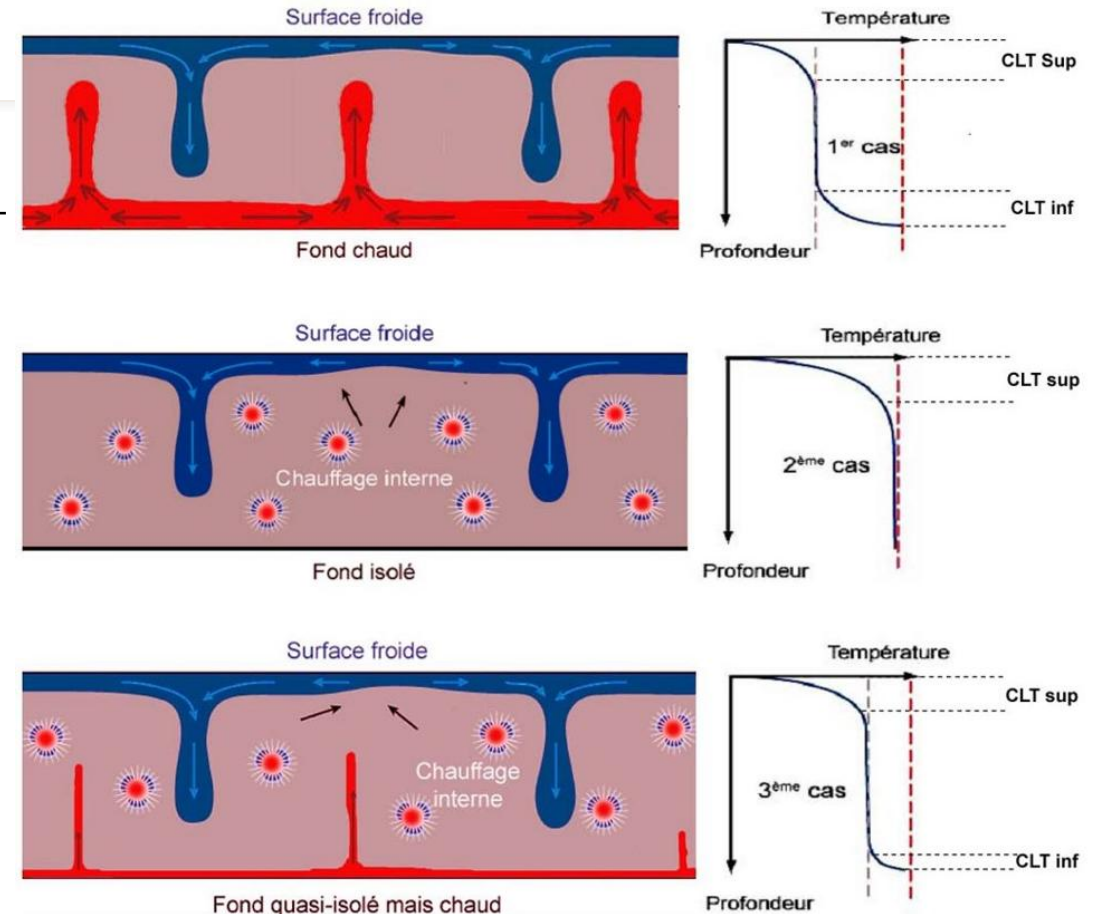 Surface froide
Température
CLT Sup
1er cas
CLT inf
Profondeur
Fond chaud
Surface froide
Température
CLT sup
2ème cas
Chauffage interne
Fond isolé
Profondeur
Surface froide
Température
CLT sup
Chauffage
interne
3ème cas
CLT inf
Fond quasi-isolé mais chaud
Profondeur